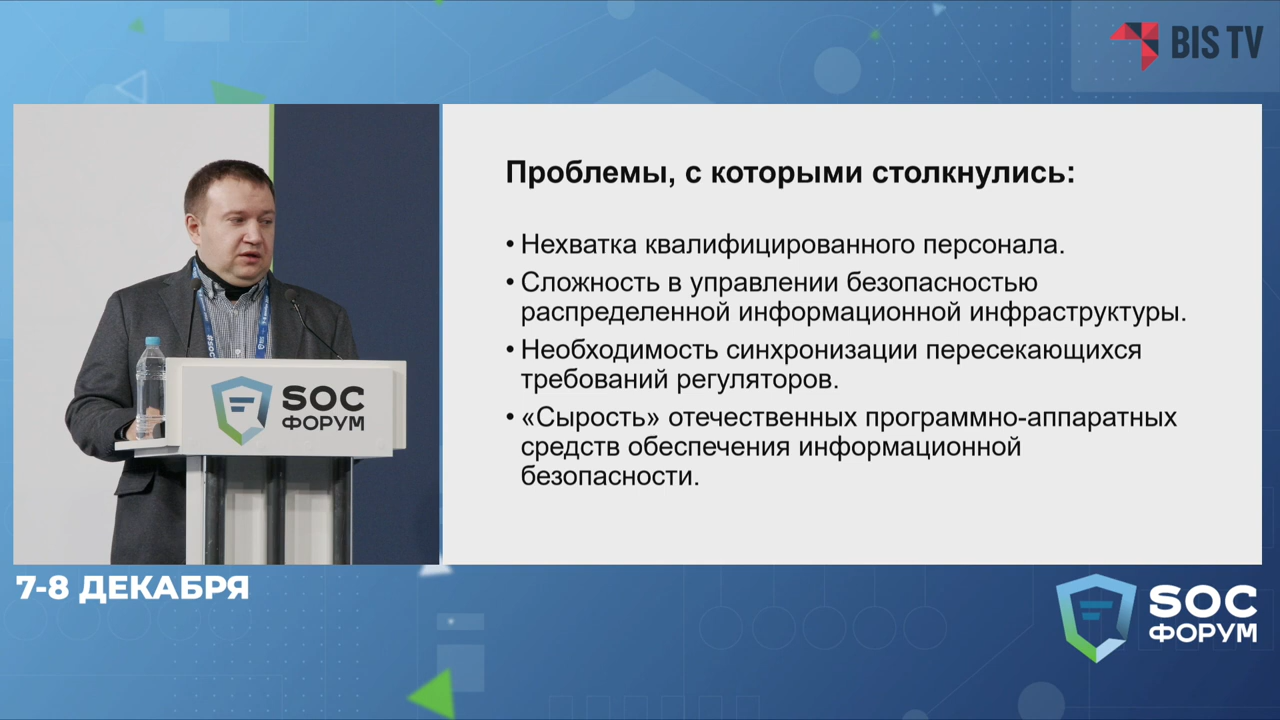 BIS TV
Проблемы, с которыми столкнулись:
• Нехватка квалифицированного персонала.
• Сложность в управлении безопасностью
распределенной информационной инфраструктуры.
• Необходимость синхронизации пересекающихся
требований регуляторов.
• «Сырость» отечественных программно-аппаратных
средств обеспечения информационной
безопасности.
SOC
ФОРУМ
7-8 ДЕКАБРЯ
SOC
ФОРУМ